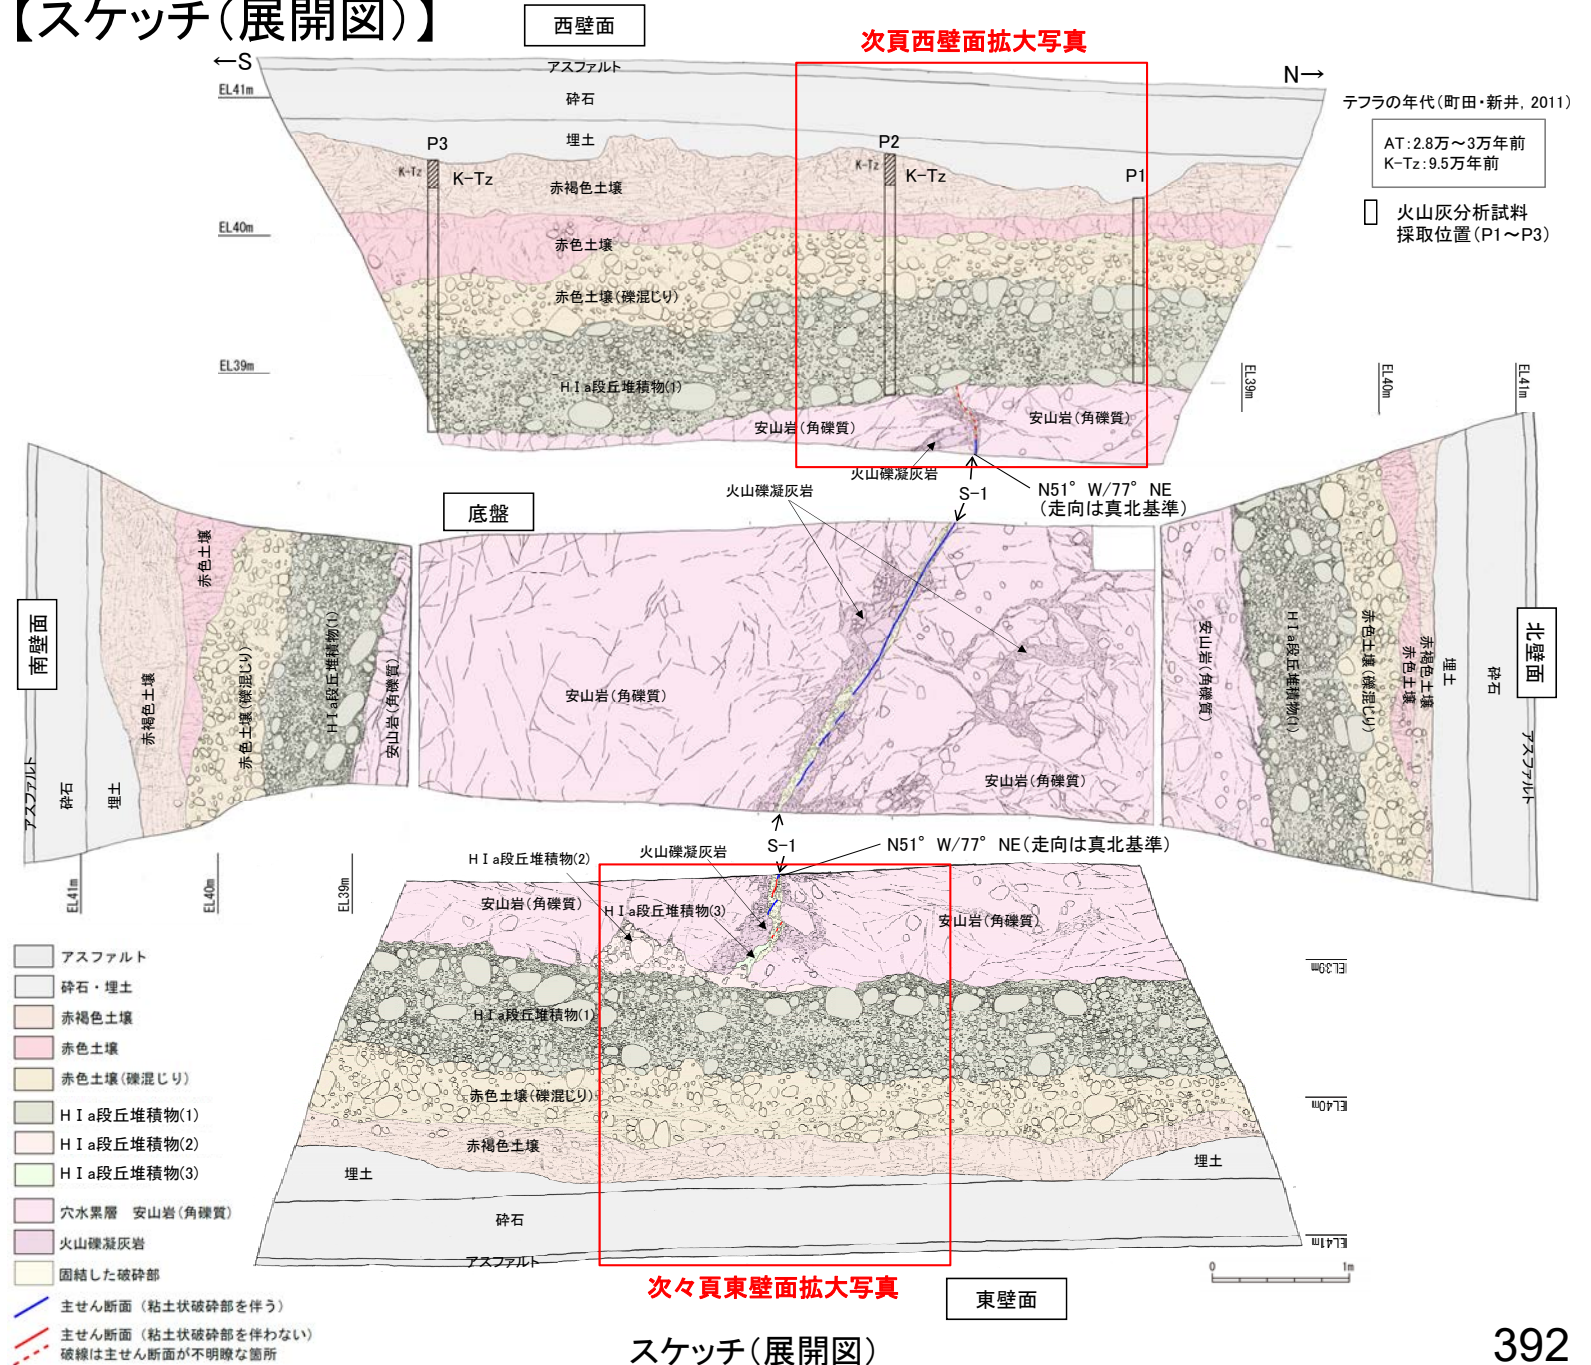 【スケッチ(展開図)】
西壁面
次頁西壁面拡大写真
←S
N→
アスファルト
EL41m
砕石
埋土
P3
P2
P1
K-Tz
K-Tz
K-Tz
K-Tz
赤褐色土壌
EL40m
赤色土壌
赤色土壌(礫混じり)
EL39m
HⅠa段丘堆積物(1)
安山岩(角礫質)
安山岩(角礫質)
火山礫凝灰岩
テフラの年代(町田・新井, 2011)
AT:2.8万～3万年前
K-Tz:9.5万年前
火山灰分析試料
採取位置(P1～P3)
EL39m
EL40m
EL41m
S-1
N51° W/77° NE
(走向は真北基準)
底盤
火山礫凝灰岩
安山岩(角礫質)
安山岩(角礫質)
南壁面
アスファルト
砕石
埋土
赤褐色土壌
赤色土壌
赤色土壌(礫混じり)
HⅠa段丘堆積物(1)
安山岩(角礫質)
EL41m
EL40m
EL39m
北壁面
安山岩(角礫質)
HⅠa段丘堆積物(1)
赤色土壌(礫混じり)
赤色土壌
赤褐色土壌
埋土
砕石
アスファルト
S-1
N51° W/77° NE(走向は真北基準)
HⅠa段丘堆積物(2)
火山礫凝灰岩
安山岩(角礫質)
HⅠa段丘堆積物(3)
安山岩(角礫質)
EL39m
HⅠa段丘堆積物(1)
赤色土壌(礫混じり)
EL40m
赤褐色土壌
埋土
埋土
砕石
EL41m
アスファルト
0
1m
次々頁東壁面拡大写真
東壁面
アスファルト
砕石・埋土
赤褐色土壌
赤色土壌
赤色土壌(礫混じり)
HⅠa段丘堆積物(1)
HⅠa段丘堆積物(2)
HⅠa段丘堆積物(3)
穴水累層 安山岩(角礫質)
火山礫凝灰岩
固結した破砕部
主せん断面 (粘土状破砕部を伴う)
主せん断面 (粘土状破砕部を伴わない)
破線は主せん断面が不明瞭な箇所
スケッチ(展開図)
392